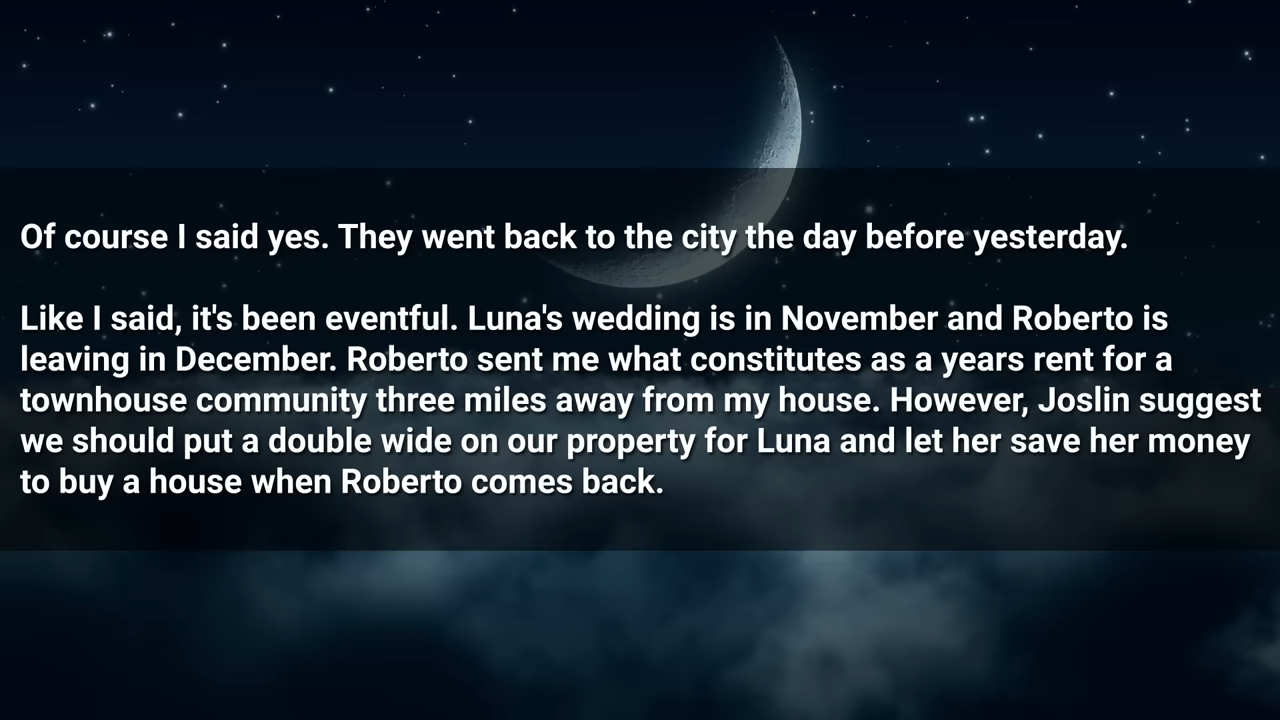 Of course I said yes. They went back to the city the day before yesterday.
Like I said, it's been eventful. Luna's wedding is in November and Roberto is
leaving in December. Roberto sent me what constitutes as a years rent for a
townhouse community three miles away from my house. However, Joslin suggest
we should put a double wide on our property for Luna and let her save her money
to buy a house when Roberto comes back.